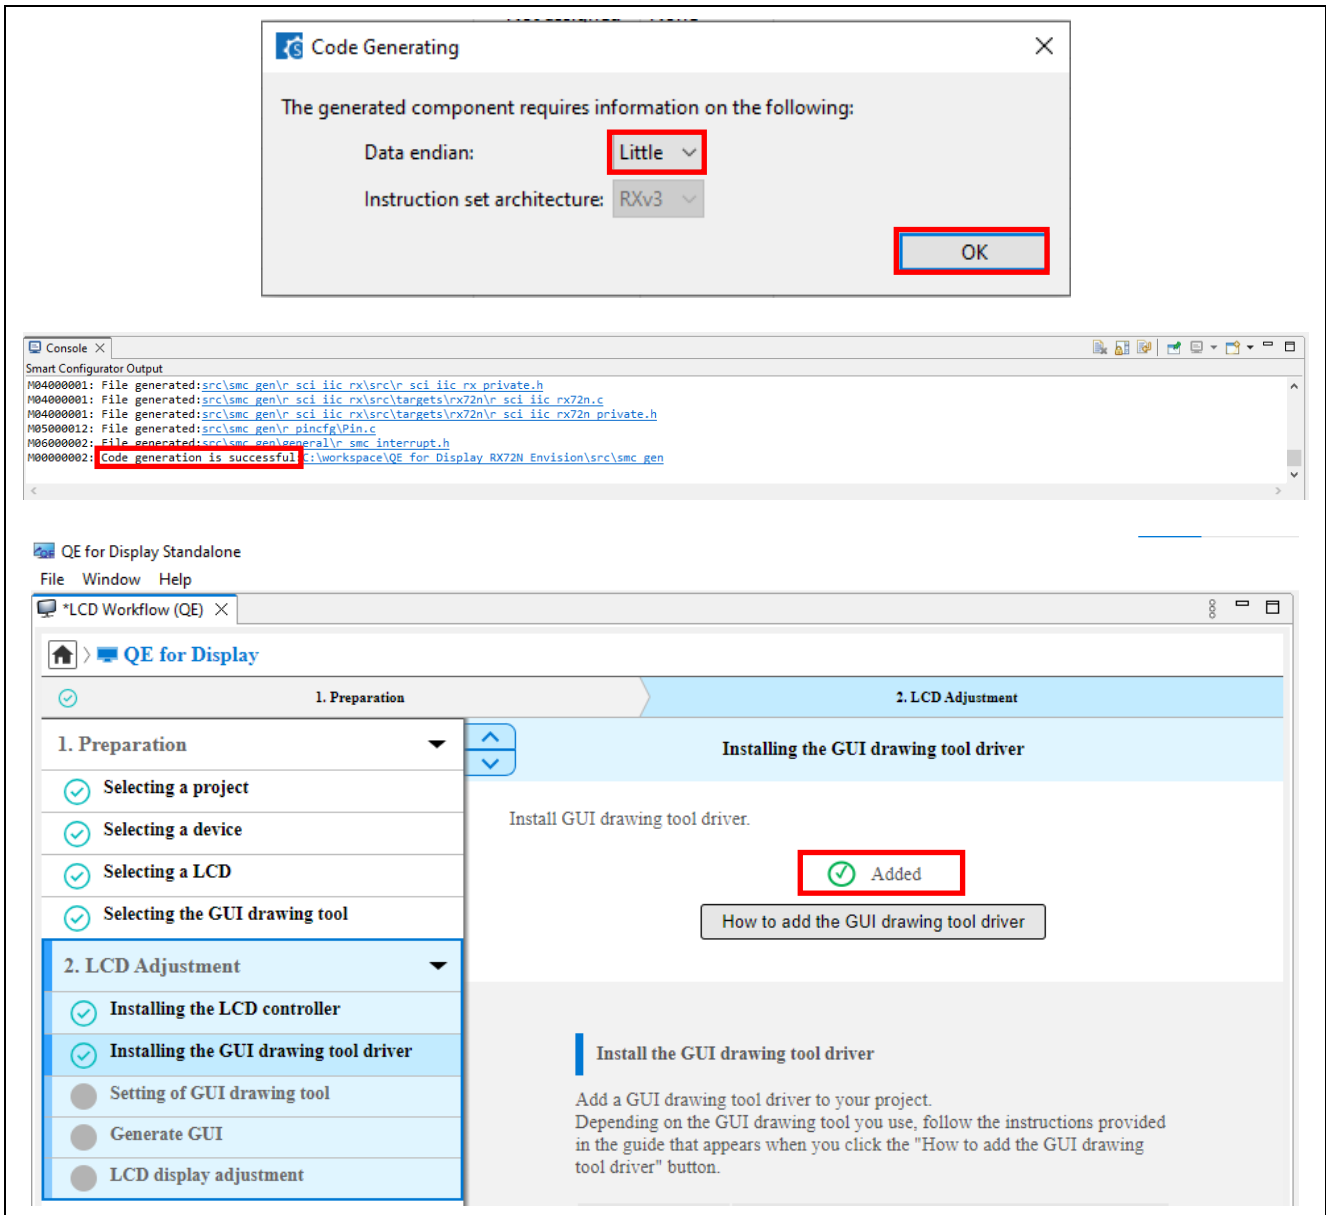 Code Generating
The generated component requires information on the following:
Data endian: Little
Instruction set architecture: RXv3
OK
Console
Smart Configurator Output
M04000001: File generated:src\smc_gen\r_sci_iic_rx\src\r_sci_iic_rx_private.h
M04000001: File generated:src\smc_gen\r_sci_iic_rx\src\targets\rx72n\r_sci_iic_rx72n.c
M04000001: File generated:src\smc_gen\r_sci_iic_rx\src\targets\rx72n\r_sci_iic_rx72n_private.h
M05000012: File generated:src\smc_gen\r_pincfg\Pin.c
M06000002: File generated:src\smc_gen\general\r_smc_interrupt.h
M00000002: Code generation is successful:C:\workspace\QE_for_Display_RX72N_Envision\src\smc_gen
QE for Display Standalone
File Window Help
*LCD Workflow (QE)
QE for Display
1. Preparation 2. LCD Adjustment
1. Preparation
Selecting a project
Selecting a device
Selecting a LCD
Selecting the GUI drawing tool
2. LCD Adjustment
Installing the LCD controller
Installing the GUI drawing tool driver
Setting of GUI drawing tool
Generate GUI
LCD display adjustment
Installing the GUI drawing tool driver
Install GUI drawing tool driver.
Added
How to add the GUI drawing tool driver
Install the GUI drawing tool driver
Add a GUI drawing tool driver to your project.
Depending on the GUI drawing tool you use, follow the instructions provided
in the guide that appears when you click the "How to add the GUI drawing
tool driver" button.